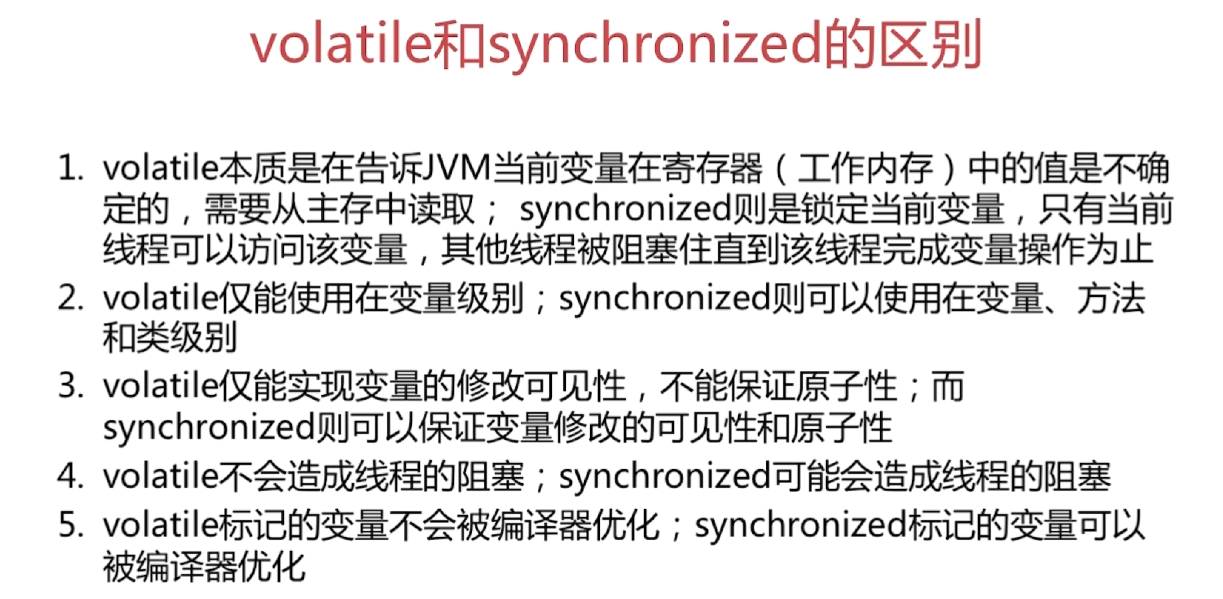 volatile和synchronized的区别
1. volatile本质是在告诉JVM当前变量在寄存器（工作内存）中的值是不确
定的，需要从主存中读取； synchronized则是锁定当前变量，只有当前
线程可以访问该变量，其他线程被阻塞住直到该线程完成变量操作为止
2. volatile仅能使用在变量级别；synchronized则可以使用在变量、方法
和类级别
3. volatile仅能实现变量的修改可见性，不能保证原子性；而
synchronized则可以保证变量修改的可见性和原子性
4. volatile不会造成线程的阻塞；synchronized可能会造成线程的阻塞
5. volatile标记的变量不会被编译器优化；synchronized标记的变量可以
被编译器优化